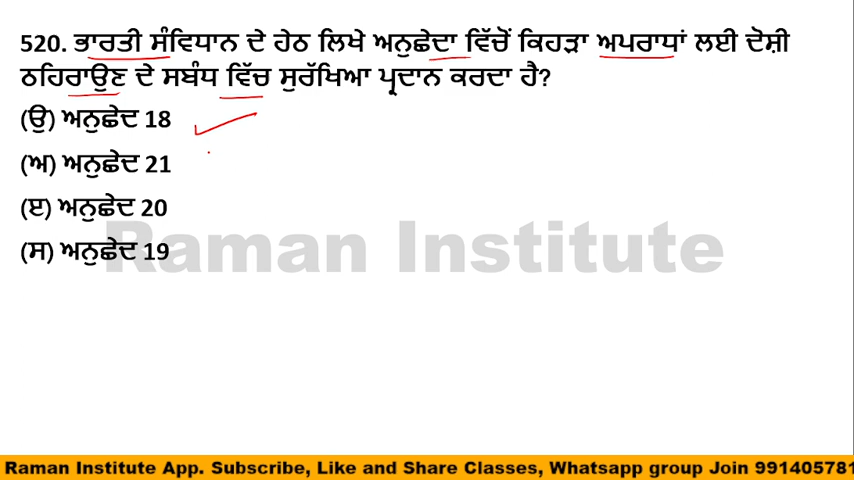 520. ਭਾਰਤੀ ਸੰਵਿਧਾਨ ਦੇ ਹੇਠ ਲਿਖੇ ਅਨੁਛੇਦਾ ਵਿੱਚੋਂ ਕਿਹੜਾ ਅਪਰਾਧਾਂ ਲਈ ਦੋਸ਼ੀ
ਠਹਿਰਾਉਣ ਦੇ ਸਬੰਧ ਵਿੱਚ ਸੁਰੱਖਿਆ ਪ੍ਰਦਾਨ ਕਰਦਾ ਹੈ?
(ੳ) ਅਨੁਛੇਦ 18
(ਅ) ਅਨੁਛੇਦ 21
(ੲ) ਅਨੁਛੇਦ 20
(ਸ) ਅਨੁਛੇਦ 19
Raman Institute
Raman Institute App. Subscribe, Like and Share Classes, Whatsapp group Join 991405781